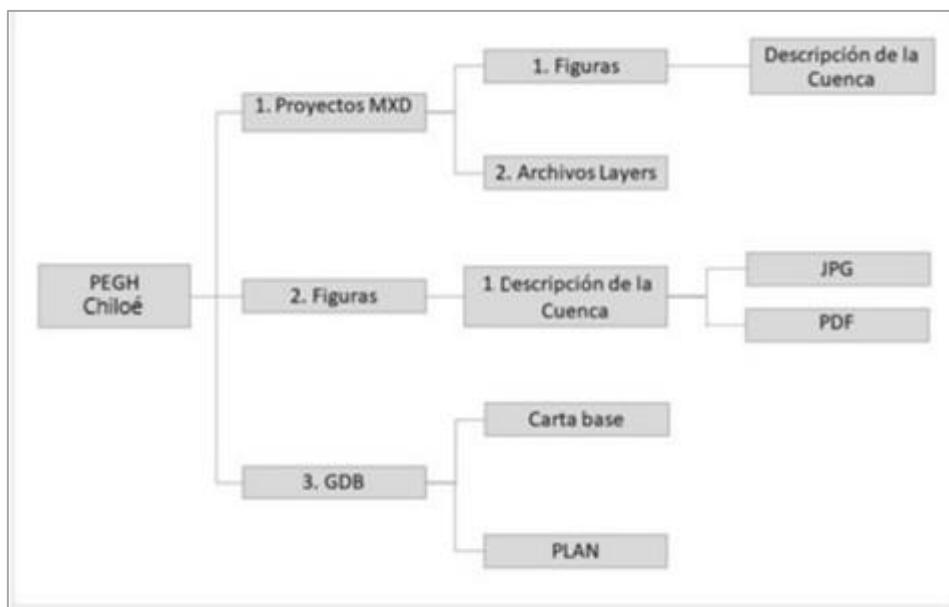 PEGH
Chiloé
1. Proyectos MXD
1. Figuras
Descripción de la
Cuenca
2. Archivos Layers
2. Figuras
1 Descripción de la
Cuenca
JPG
PDF
3. GDB
Carta base
PLAN